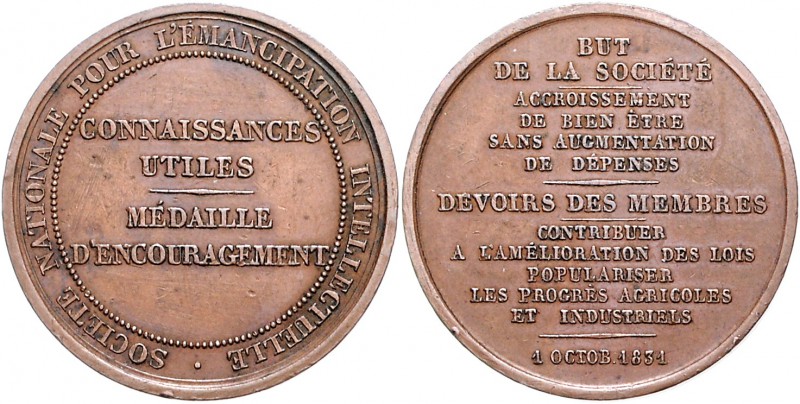 SOCIÉTÉ NATIONALE POUR L'ÉMANCIPATION INTELLECTUELLE
CONNAISSANCES
UTILES
MÉDAILLE
D'ENCOURAGEMENT
BUT
DE LA SOCIÉTÉ
ACCROISSEMENT
DE BIEN ÊTRE
SANS AUGMENTATION
DE DÉPENSES
DEVOIRS DES MEMBRES
CONTRIBUER
A L'AMÉLIORATION DES LOIS
POPULARISER
LES PROGRÈS AGRICOLES
ET INDUSTRIELS
1 OCTOB. 1831